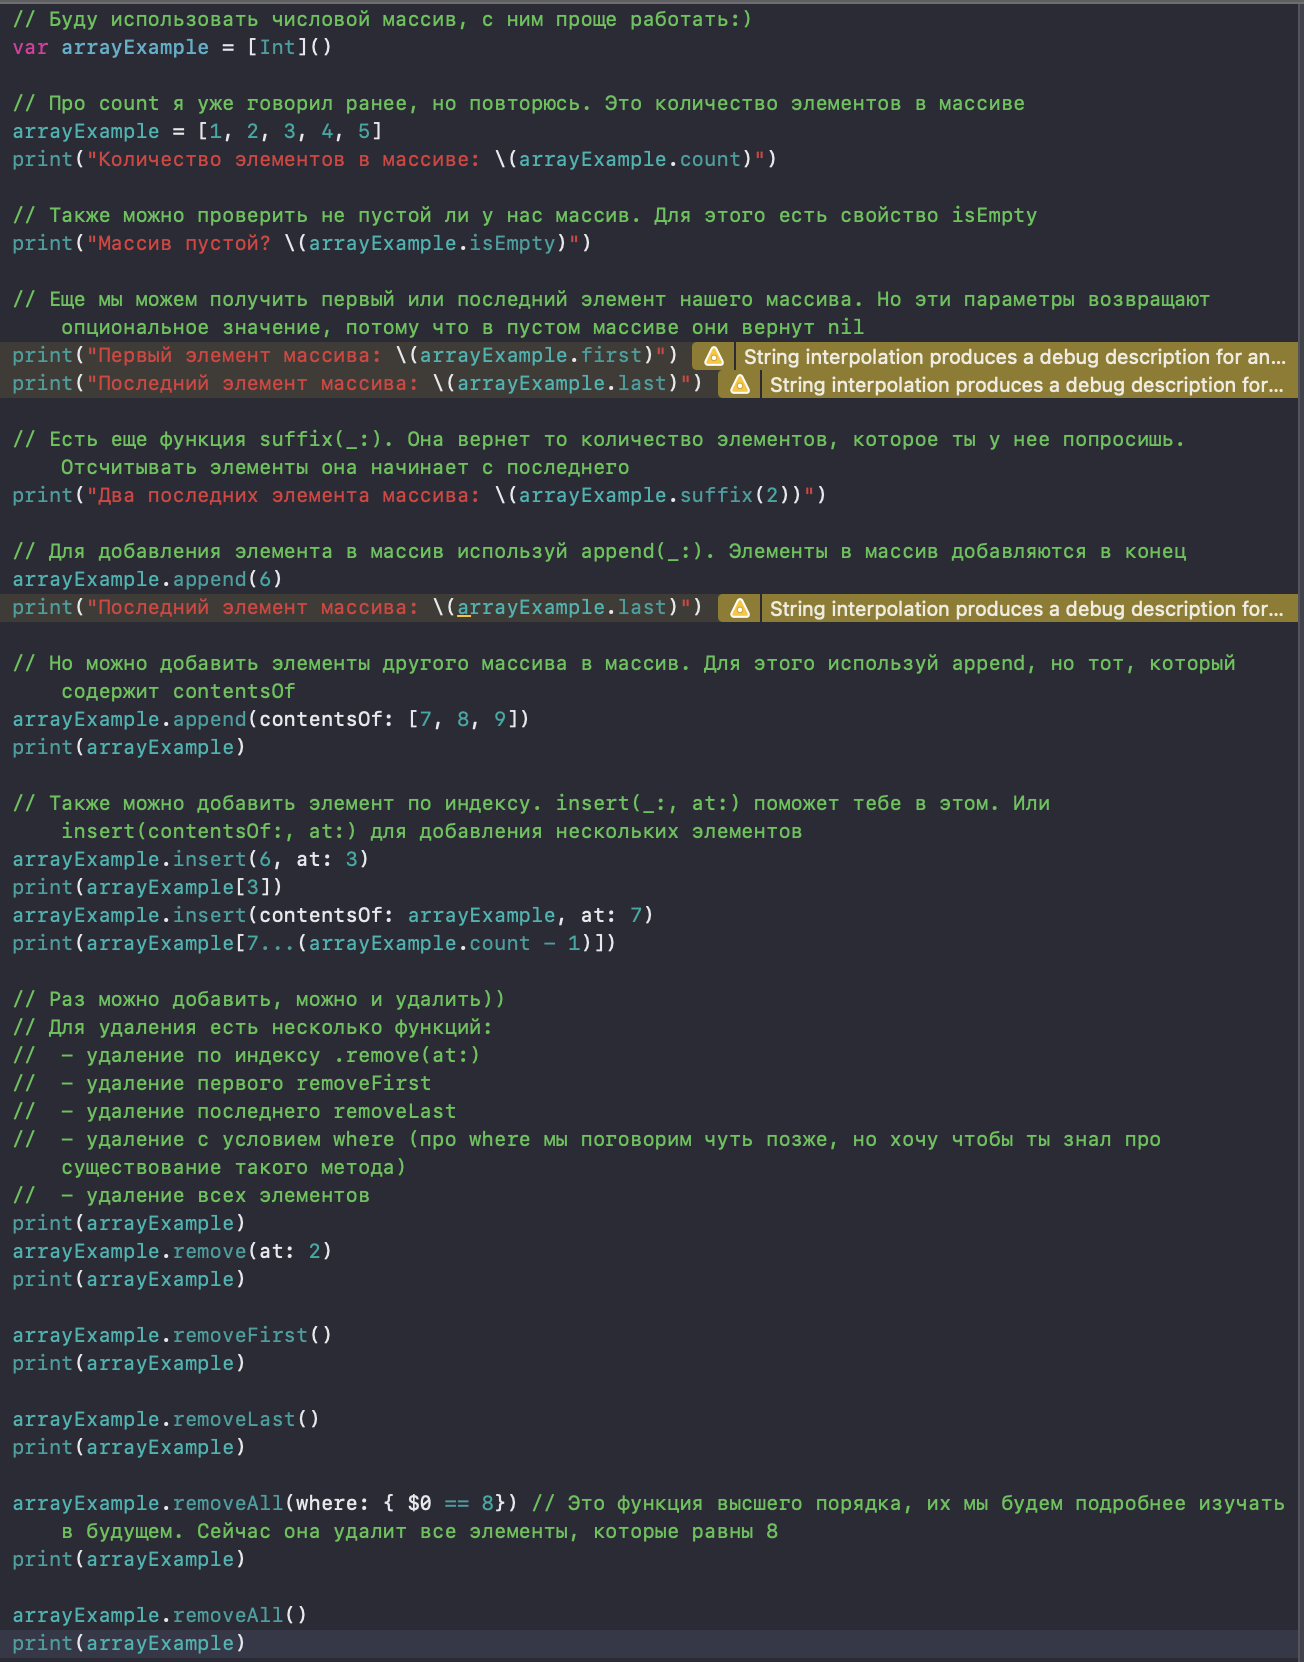 // Буду использовать числовой массив, с ним проще работать:)
var arrayExample = [Int]()
// Про count я уже говорил ранее, но повторюсь. Это количество элементов в массиве
arrayExample = [1, 2, 3, 4, 5]
print("Количество элементов в массиве: \(arrayExample.count)")
// Также можно проверить не пустой ли у нас массив. Для этого есть свойство isEmpty
print("Массив пустой? \(arrayExample.isEmpty)")
// Еще мы можем получить первый или последний элемент нашего массива. Но эти параметры возвращают
опциональное значение, потому что в пустом массиве они вернут nil
print("Первый элемент массива: \(arrayExample.first)") String interpolation produces a debug description for an...
print("Последний элемент массива: \(arrayExample.last)") String interpolation produces a debug description for...
// Есть еще функция suffix(_:). Она вернет то количество элементов, которое ты у нее попросишь.
Отсчитывать элементы она начинает с последнего
print("Два последних элемента массива: \(arrayExample.suffix(2))")
// Для добавления элемента в массив используй append(_:). Элементы в массив добавляются в конец
arrayExample.append(6)
print("Последний элемент массива: \(arrayExample.last)") String interpolation produces a debug description for...
// Но можно добавить элементы другого массива в массив. Для этого используй append, но тот, который
содержит contentsOf
arrayExample.append(contentsOf: [7, 8, 9])
print(arrayExample)
// Также можно добавить элемент по индексу. insert(_:, at:) поможет тебе в этом. Или
insert(contentsOf:, at:) для добавления нескольких элементов
arrayExample.insert(6, at: 3)
print(arrayExample[3])
arrayExample.insert(contentsOf: arrayExample, at: 7)
print(arrayExample[7...(arrayExample.count - 1)])
// Раз можно добавить, можно и удалить))
// Для удаления есть несколько функций:
// - удаление по индексу .remove(at:)
// - удаление первого removeFirst
// - удаление последнего removeLast
// - удаление с условием where (про where мы поговорим чуть позже, но хочу чтобы ты знал про
существование такого метода)
// - удаление всех элементов
print(arrayExample)
arrayExample.remove(at: 2)
print(arrayExample)
arrayExample.removeFirst()
print(arrayExample)
arrayExample.removeLast()
print(arrayExample)
arrayExample.removeAll(where: { $0 == 8}) // Это функция высшего порядка, их мы будем подробнее изучать
в будущем. Сейчас она удалит все элементы, которые равны 8
print(arrayExample)
arrayExample.removeAll()
print(arrayExample)